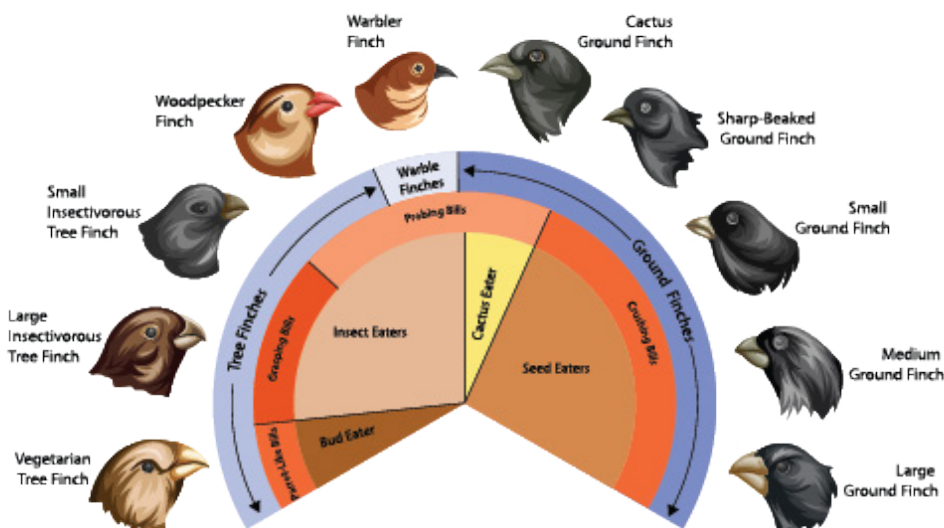 Warbler
Finch
Cactus
Ground Finch
Woodpecker
Finch
Sharp-Beaked
Ground Finch
Small
Insectivorous
Tree Finch
Small
Ground Finch
Large
Insectivorous
Tree Finch
Medium
Ground Finch
Vegetarian
Tree Finch
Large
Ground Finch
Warble
Finches
Tree Finches
Ground Finches
Probing Bills
Grasping Bills
Parrot-Like Bills
Crushing Bills
Insect Eaters
Cactus Eater
Seed Eaters
Bud Eater